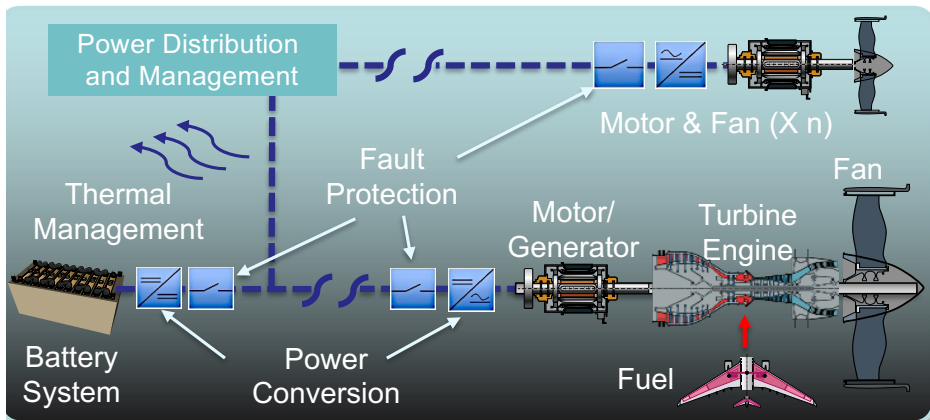 Power Distribution
and Management
Motor & Fan (X n)
Fault
Protection
Fan
Thermal
Management
Motor/
Generator
Turbine
Engine
Battery
System
Power
Conversion
Fuel